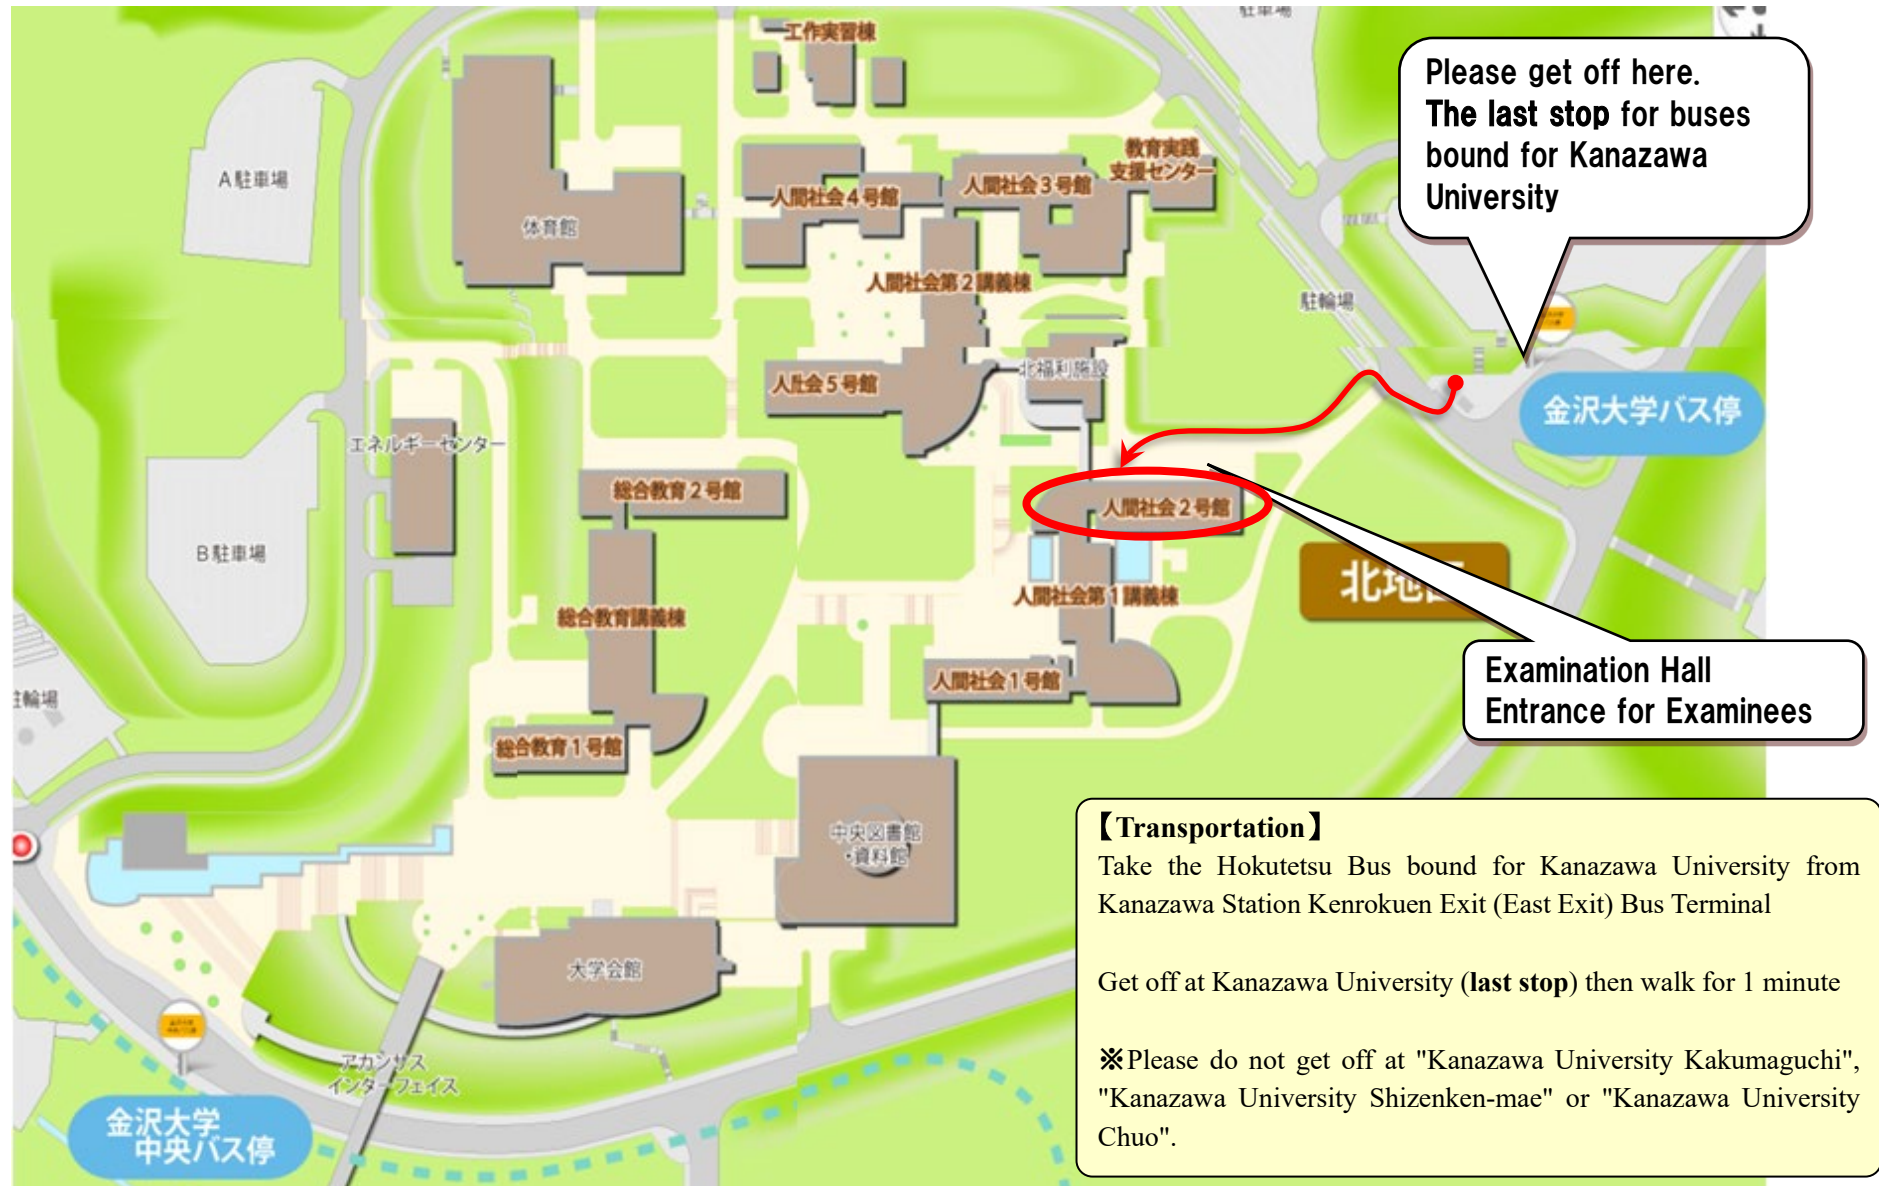 工作実習棟
駐車場
Please get off here.
The last stop for buses
bound for Kanazawa
University
A駐車場
体育館
人間社会4号館
人間社会3号館
教育実践
支援センター
人間社会第2講義棟
駐輪場
北福利施設
金沢大学バス停
エネルギーセンター
総合教育2号館
人間社会2号館
B駐車場
北地
総合教育講義棟
人間社会第1講義棟
人間社会1号館
Examination Hall
Entrance for Examinees
駐輪場
総合教育1号館
中央図書館
・資料館
大学会館
アカンサス
インターフェイス
金沢大学
中央バス停
【Transportation】
Take the Hokutetsu Bus bound for Kanazawa University from
Kanazawa Station Kenrokuen Exit (East Exit) Bus Terminal
Get off at Kanazawa University (last stop) then walk for 1 minute
※Please do not get off at "Kanazawa University Kakumaguchi",
"Kanazawa University Shizenken-mae" or "Kanazawa University
Chuo".